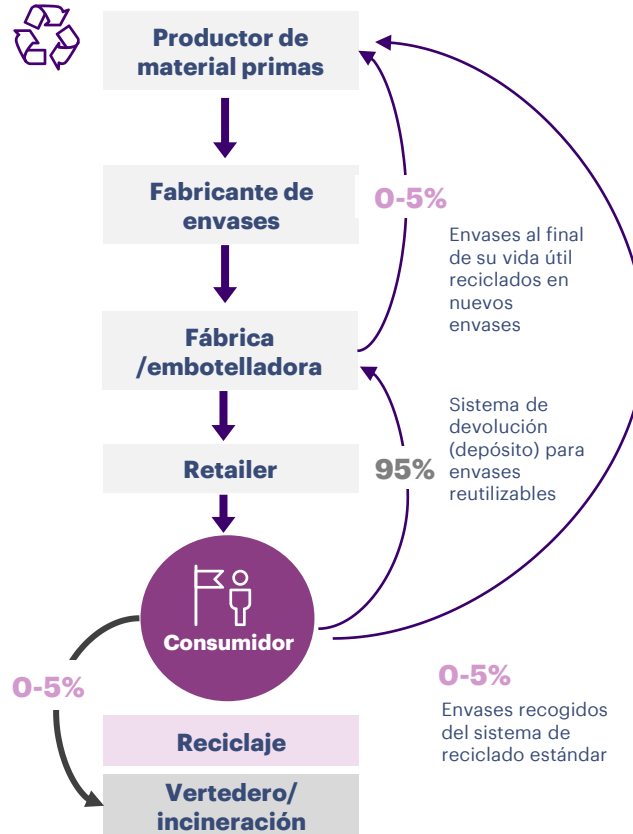 Productor de
material primas
Fabricante de
envases
0-5%
Envases al final
de su vida útil
reciclados en
nuevos
envases
Fábrica
/embotelladora
Sistema de
devolución
(depósito) para
envases
reutilizables
95%
Retailer
Consumidor
0-5%
0-5%
Envases recogidos
del sistema de
reciclado estándar
Reciclaje
Vertedero/
incineración